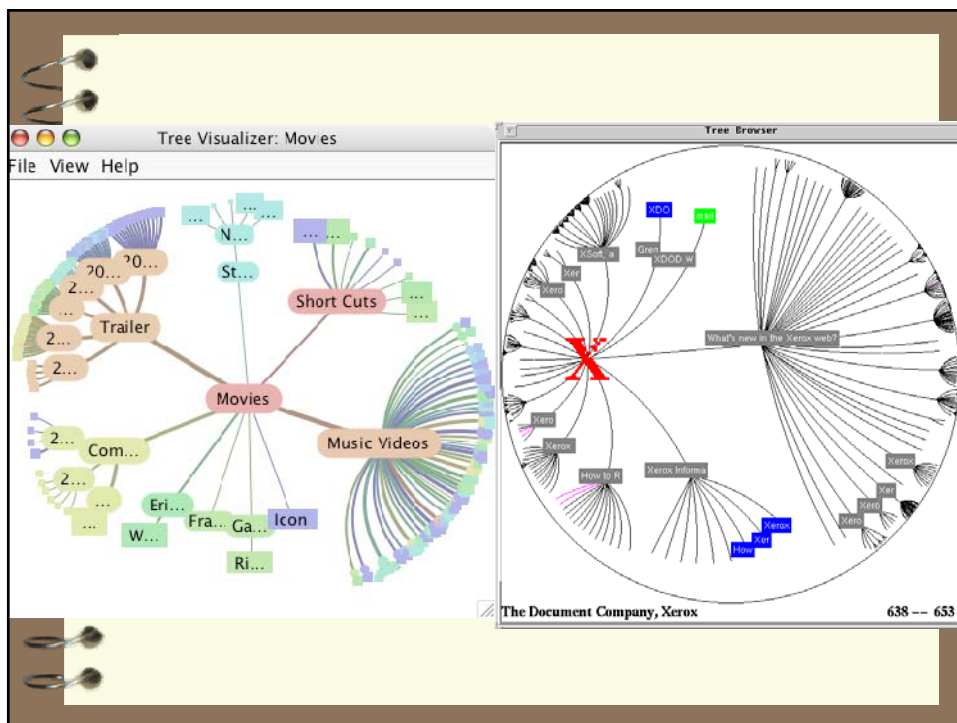 Tree Visualizer: Movies
File View Help
...
...
...
N...
St...
...
...
Short Cuts
...
...
20...
20...
2...
...
2...
2...
Trailer
Movies
Music Videos
2...
Com...
2...
...
...
Eri...
W...
Fra...
Ga...
Ri...
Icon
Tree Browser
XDO
mail
XSoft, a
Gren
XDOD W
Xer
Xero
X
What's new in the Xerox web?
Xero
Xerox
How to R
Xerox Informa
Xerox
Xer
How
Xerox
Xer
Xero
Xero
The Document Company, Xerox
638 -- 653